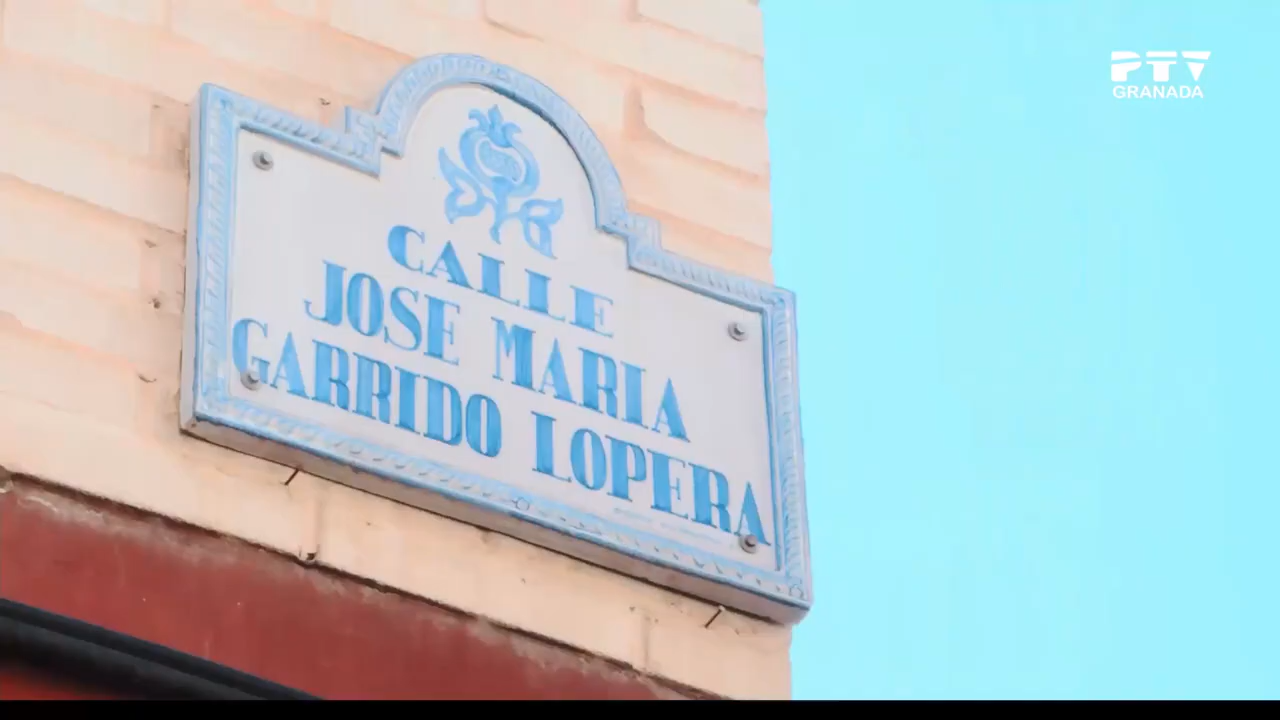 PTV
GRANADA
CALLE
JOSE MARIA
GARRIDO LOPERA